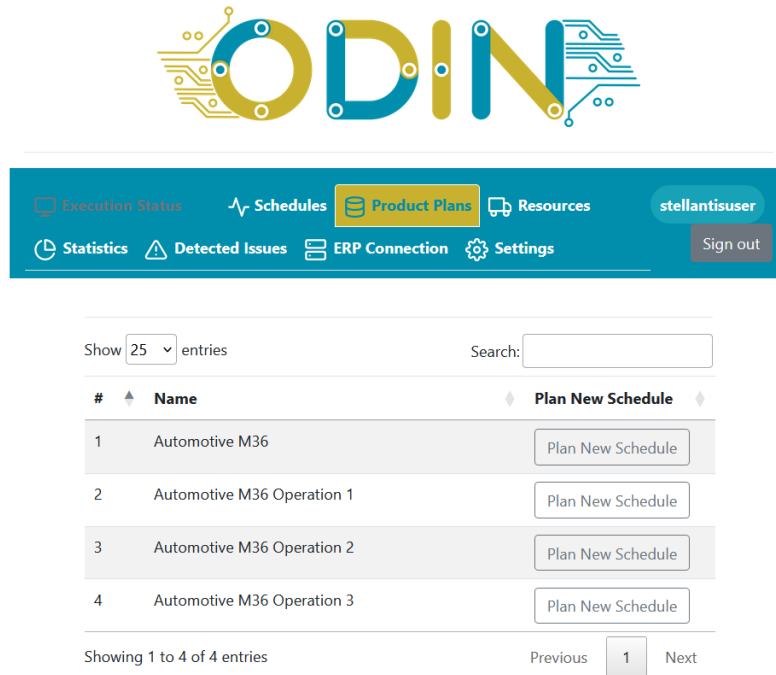 ODIN
Execution Status Schedules Product Plans Resources stellantisuser
Statistics Detected Issues ERP Connection Settings Sign out
Show 25 entries Search:
# Name Plan New Schedule
1 Automotive M36 Plan New Schedule
2 Automotive M36 Operation 1 Plan New Schedule
3 Automotive M36 Operation 2 Plan New Schedule
4 Automotive M36 Operation 3 Plan New Schedule
Showing 1 to 4 of 4 entries Previous 1 Next